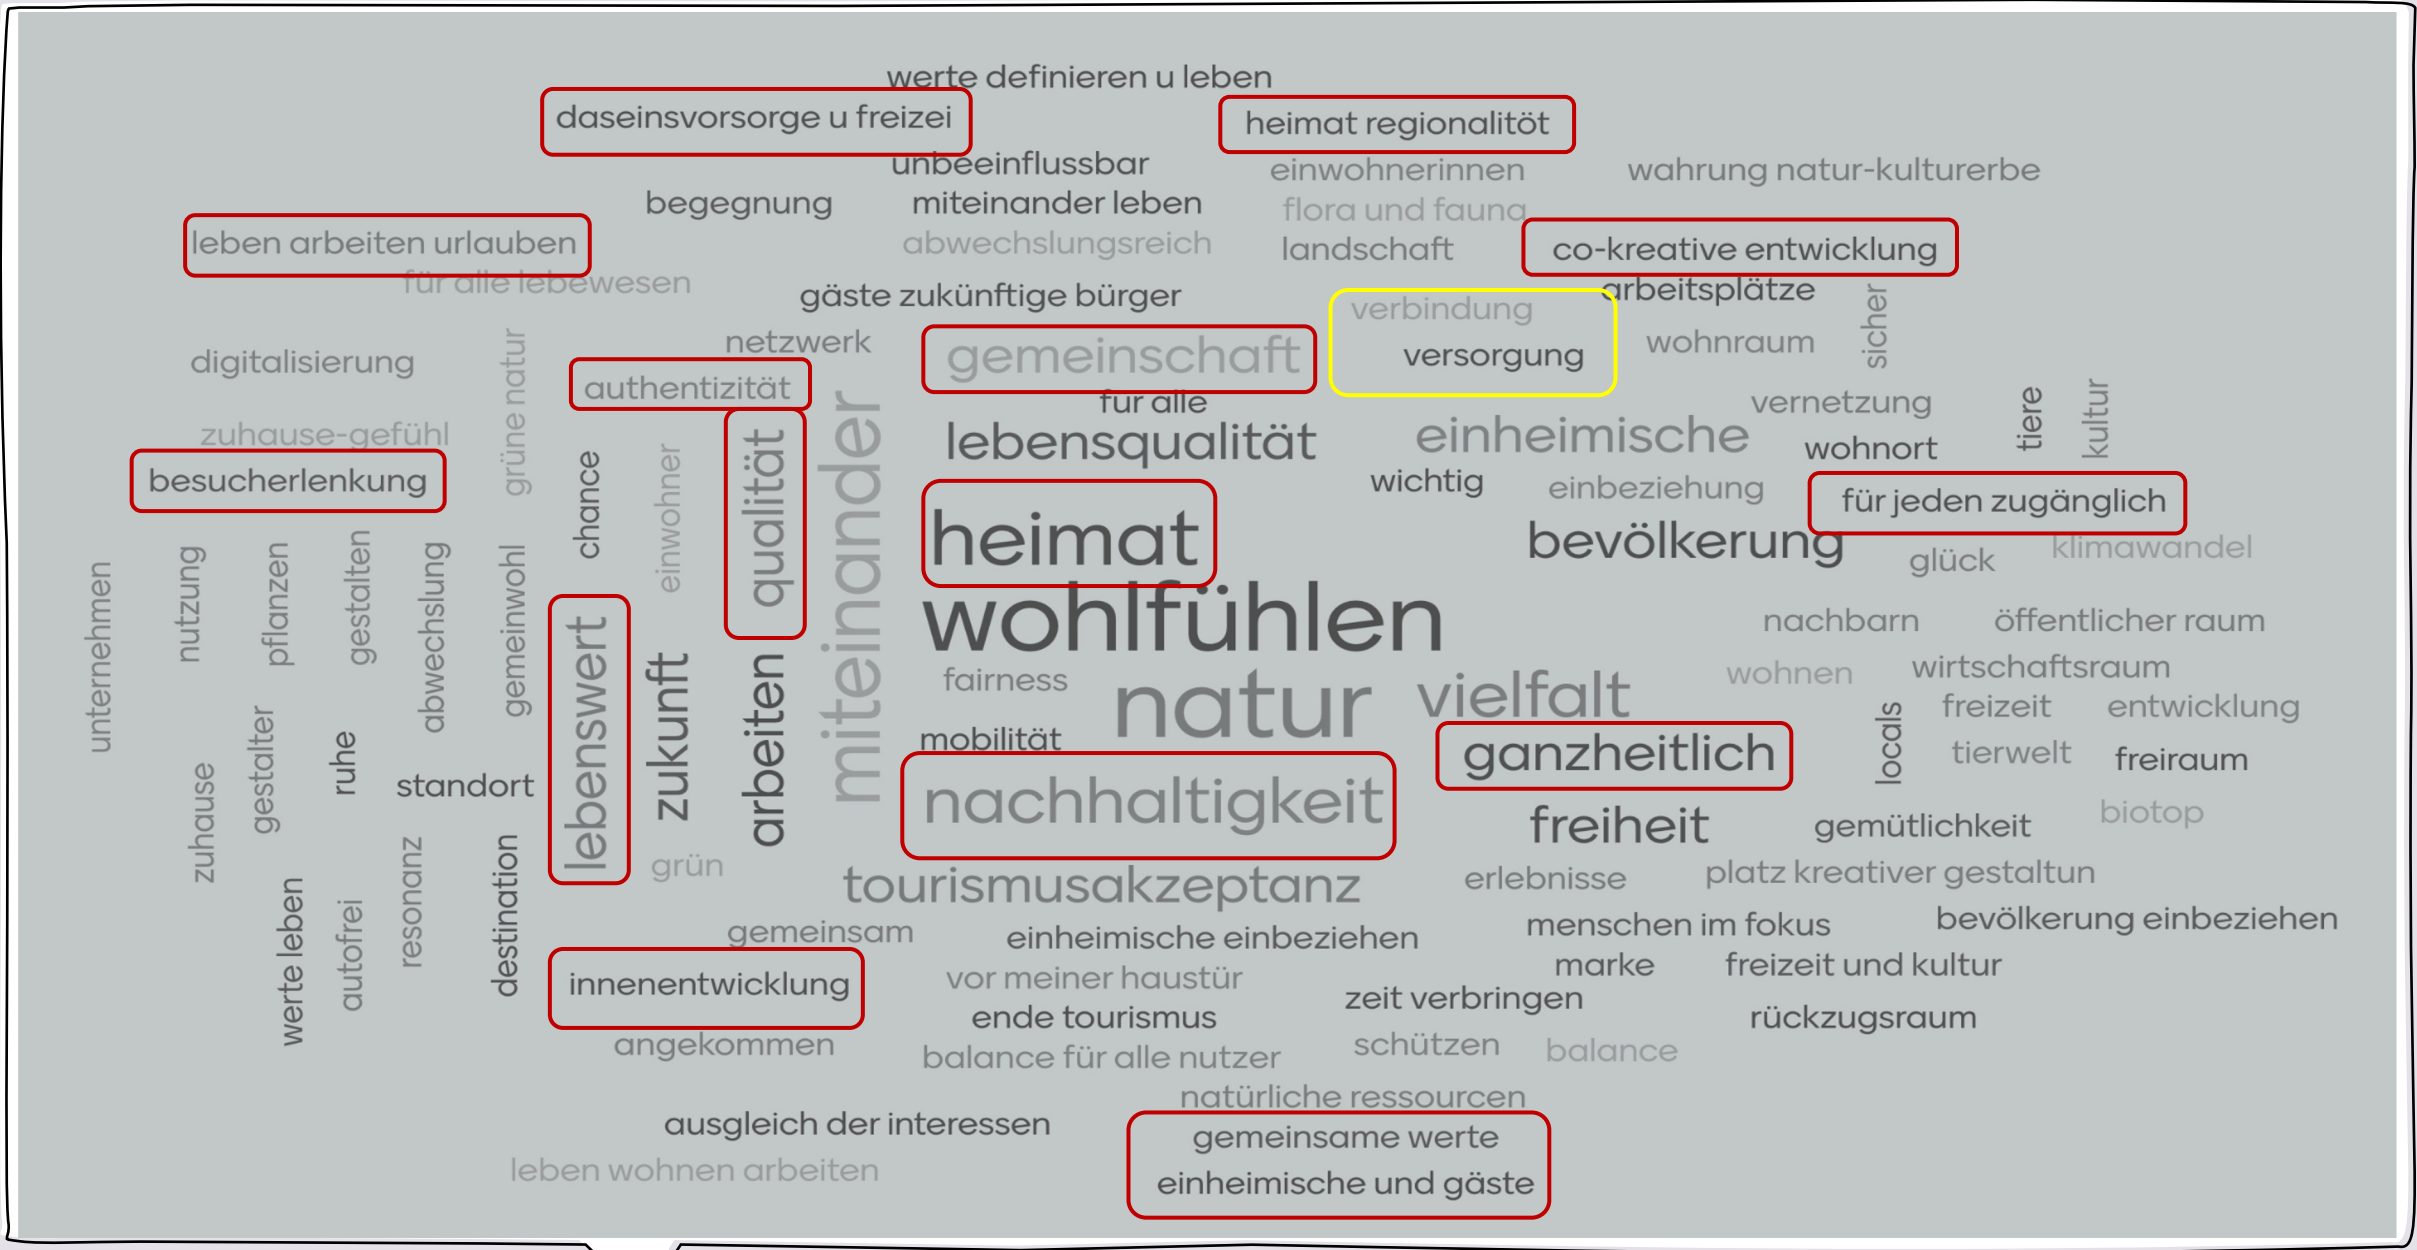 werte definieren u leben
daseinsvorsorge u freizei
heimat regionalitöt
unbeeinflussbar
einwohnerinnen
wahrung natur-kulturerbe
begegnung
miteinander leben
flora und fauna
leben arbeiten urlauben
abwechslungsreich
landschaft
co-kreative entwicklung
für alle lebewesen
gäste zukünftige bürger
verbindung
arbeitsplätze
sicher
netzwerk
gemeinschaft
versorgung
wohnraum
digitalisierung
grüne natur
authentizität
für alle
vernetzung
tiere
kultur
zuhause-gefühl
lebensqualität
einheimische
wohnort
besucherlenkung
chance
einwohner
qualität
miteinander
wichtig
einbeziehung
für jeden zugänglich
heimat
bevölkerung
glück
klimawandel
unternehmen
nutzung
pflanzen
gestalten
abwechslung
gemeinwohl
wohlfühlen
nachbarn
öffentlicher raum
lebenswert
zukunft
arbeiten
fairness
natur
vielfalt
wohnen
wirtschaftsraum
freizeit
entwicklung
mobilität
ganzheitlich
locals
tierwelt
freiraum
zuhause
gestalter
ruhe
standort
nachhaltigkeit
freiheit
gemütlichkeit
biotop
grün
tourismusakzeptanz
erlebnisse
platz kreativer gestaltun
werte leben
autofrei
resonanz
destination
gemeinsam
einheimische einbeziehen
menschen im fokus
bevölkerung einbeziehen
innenentwicklung
vor meiner haustür
marke
freizeit und kultur
ende tourismus
zeit verbringen
rückzugsraum
angekommen
balance für alle nutzer
schützen
balance
natürliche ressourcen
ausgleich der interessen
gemeinsame werte
leben wohnen arbeiten
einheimische und gäste